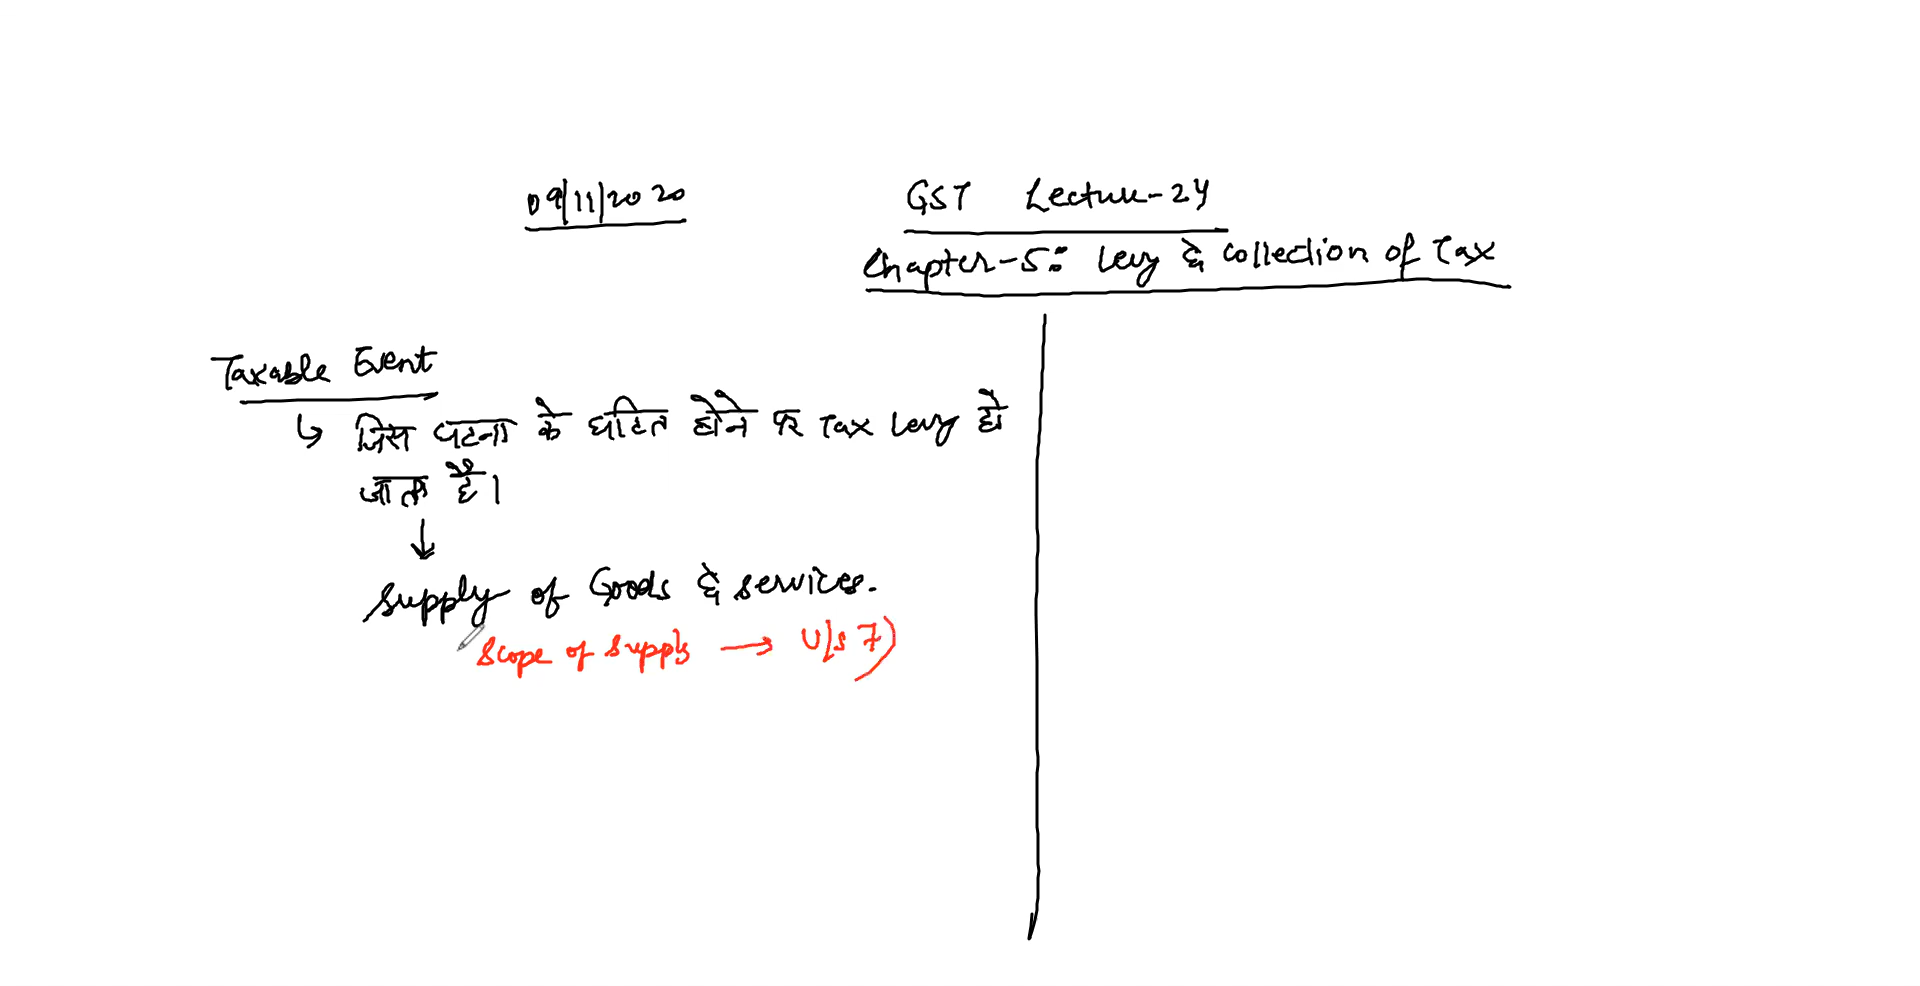 09/11/2020
GST Lecture-24
Chapter-5: Levy & collection of Tax
Taxable Event
↳ जिस घटना के घटित होने पर Tax Levy हो
जाता है।
↓
Supply of Goods & services.
Scope of supply → U/s 7)